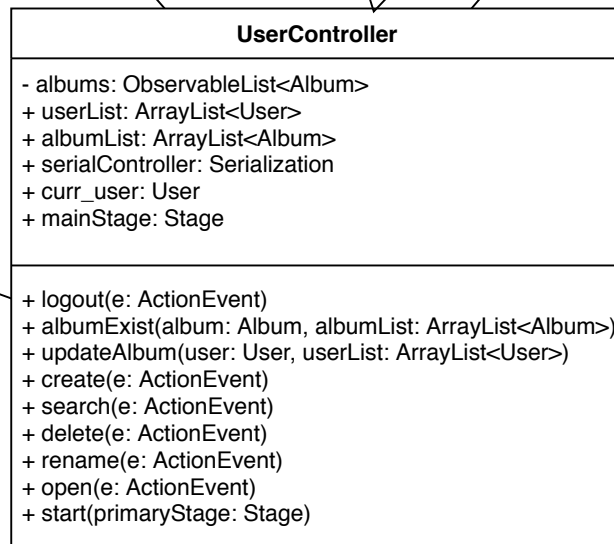 UserController
- albums: ObservableList<Album>
+ userList: ArrayList<User>
+ albumList: ArrayList<Album>
+ serialController: Serialization
+ curr_user: User
+ mainStage: Stage
+ logout(e: ActionEvent)
+ albumExist(album: Album, albumList: ArrayList<Album>)
+ updateAlbum(user: User, userList: ArrayList<User>)
+ create(e: ActionEvent)
+ search(e: ActionEvent)
+ delete(e: ActionEvent)
+ rename(e: ActionEvent)
+ open(e: ActionEvent)
+ start(primaryStage: Stage)